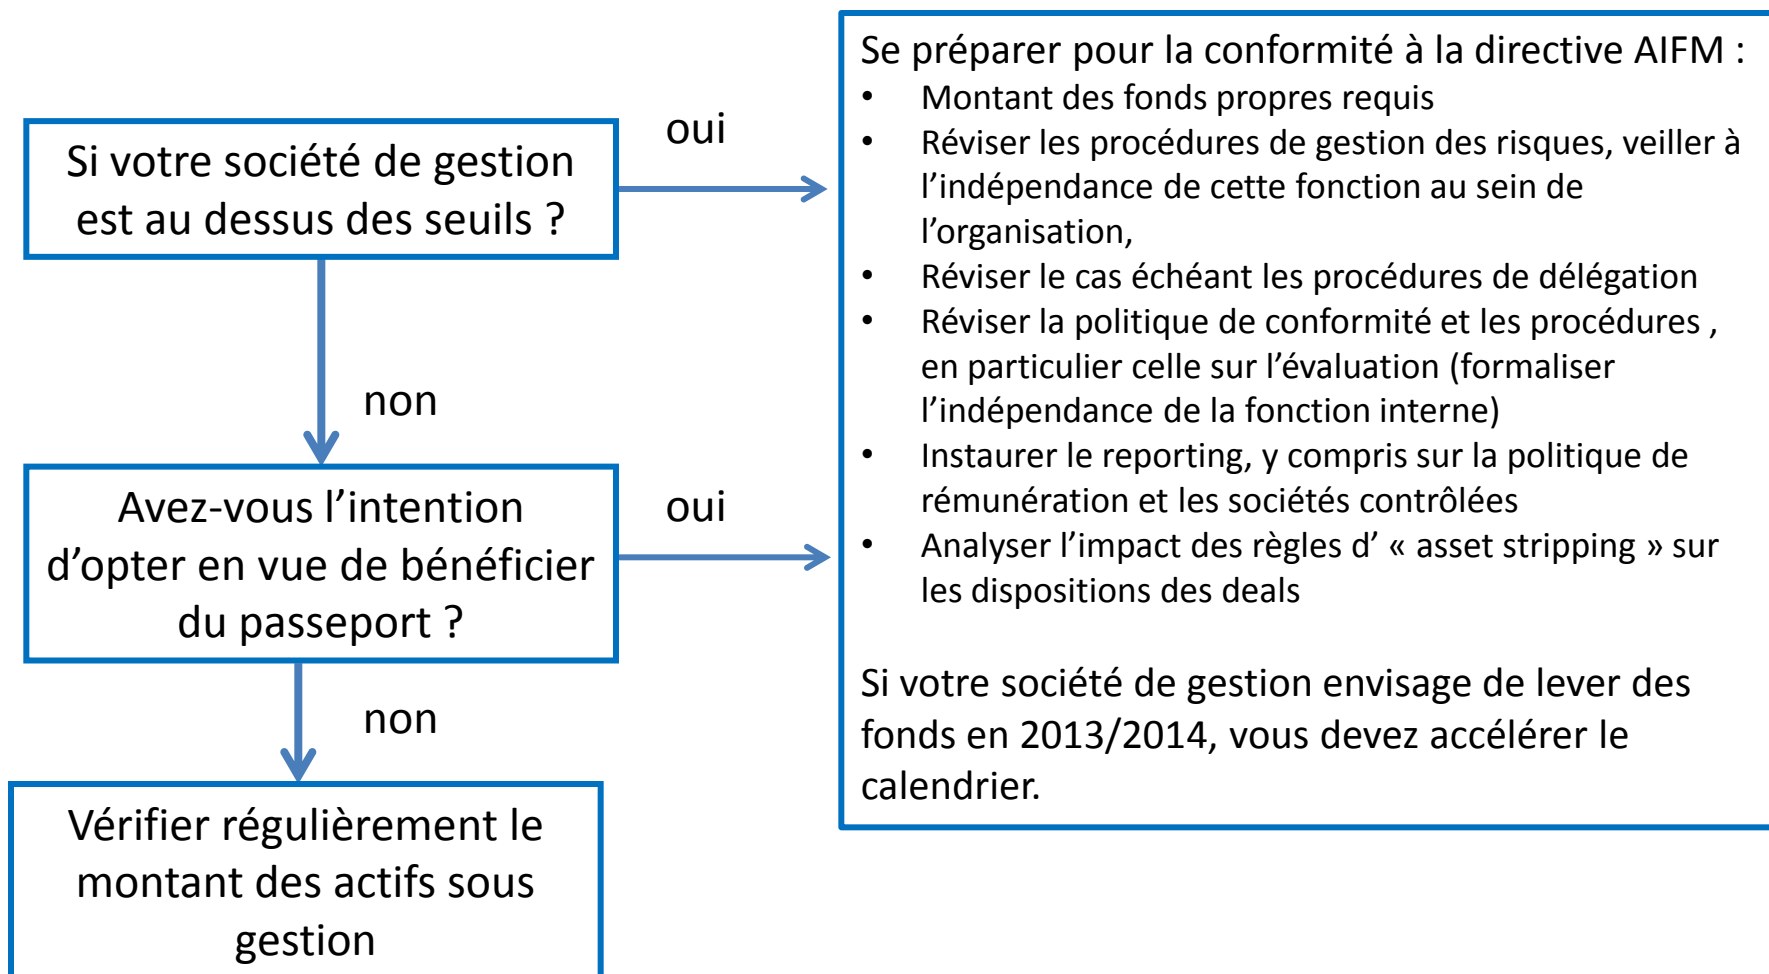 Si votre société de gestion
est au dessus des seuils ?
oui
non
Avez-vous l’intention
d’opter en vue de bénéficier
du passeport ?
oui
non
Vérifier régulièrement le
montant des actifs sous
gestion
Se préparer pour la conformité à la directive AIFM :
• Montant des fonds propres requis
• Réviser les procédures de gestion des risques, veiller à
l’indépendance de cette fonction au sein de
l’organisation,
• Réviser le cas échéant les procédures de délégation
• Réviser la politique de conformité et les procédures ,
en particulier celle sur l’évaluation (formaliser
l’indépendance de la fonction interne)
• Instaurer le reporting, y compris sur la politique de
rémunération et les sociétés contrôlées
• Analyser l’impact des règles d’ « asset stripping » sur
les dispositions des deals
Si votre société de gestion envisage de lever des
fonds en 2013/2014, vous devez accélérer le
calendrier.